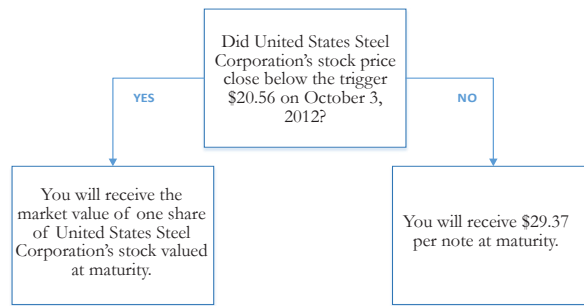 Did United States Steel
Corporation's stock price
close below the trigger
$20.56 on October 3,
2012?
YES
NO
You will receive the
market value of one share
of United States Steel
Corporation's stock valued
at maturity.
You will receive $29.37
per note at maturity.